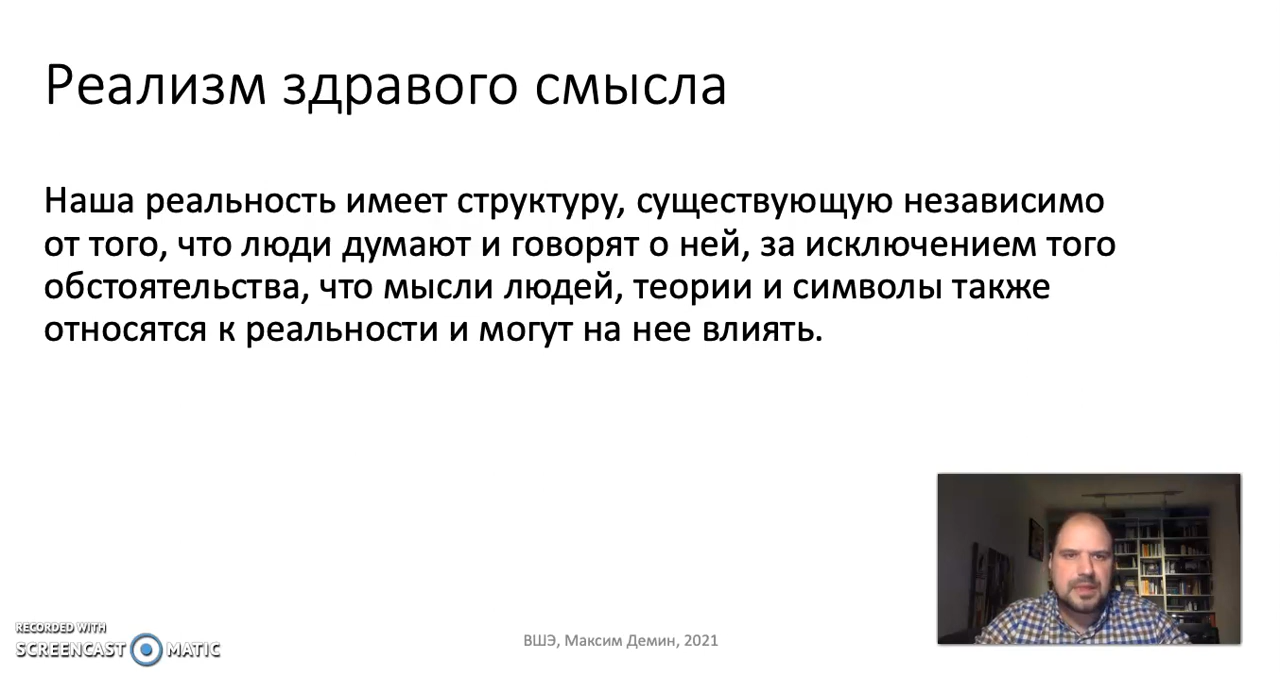 Реализм здравого смысла
Наша реальность имеет структуру, существующую независимо
от того, что люди думают и говорят о ней, за исключением того
обстоятельства, что мысли людей, теории и символы также
относятся к реальности и могут на нее влиять.
RECORDED WITH
SCREENCAST MATIC
ВШЭ, Максим Демин, 2021